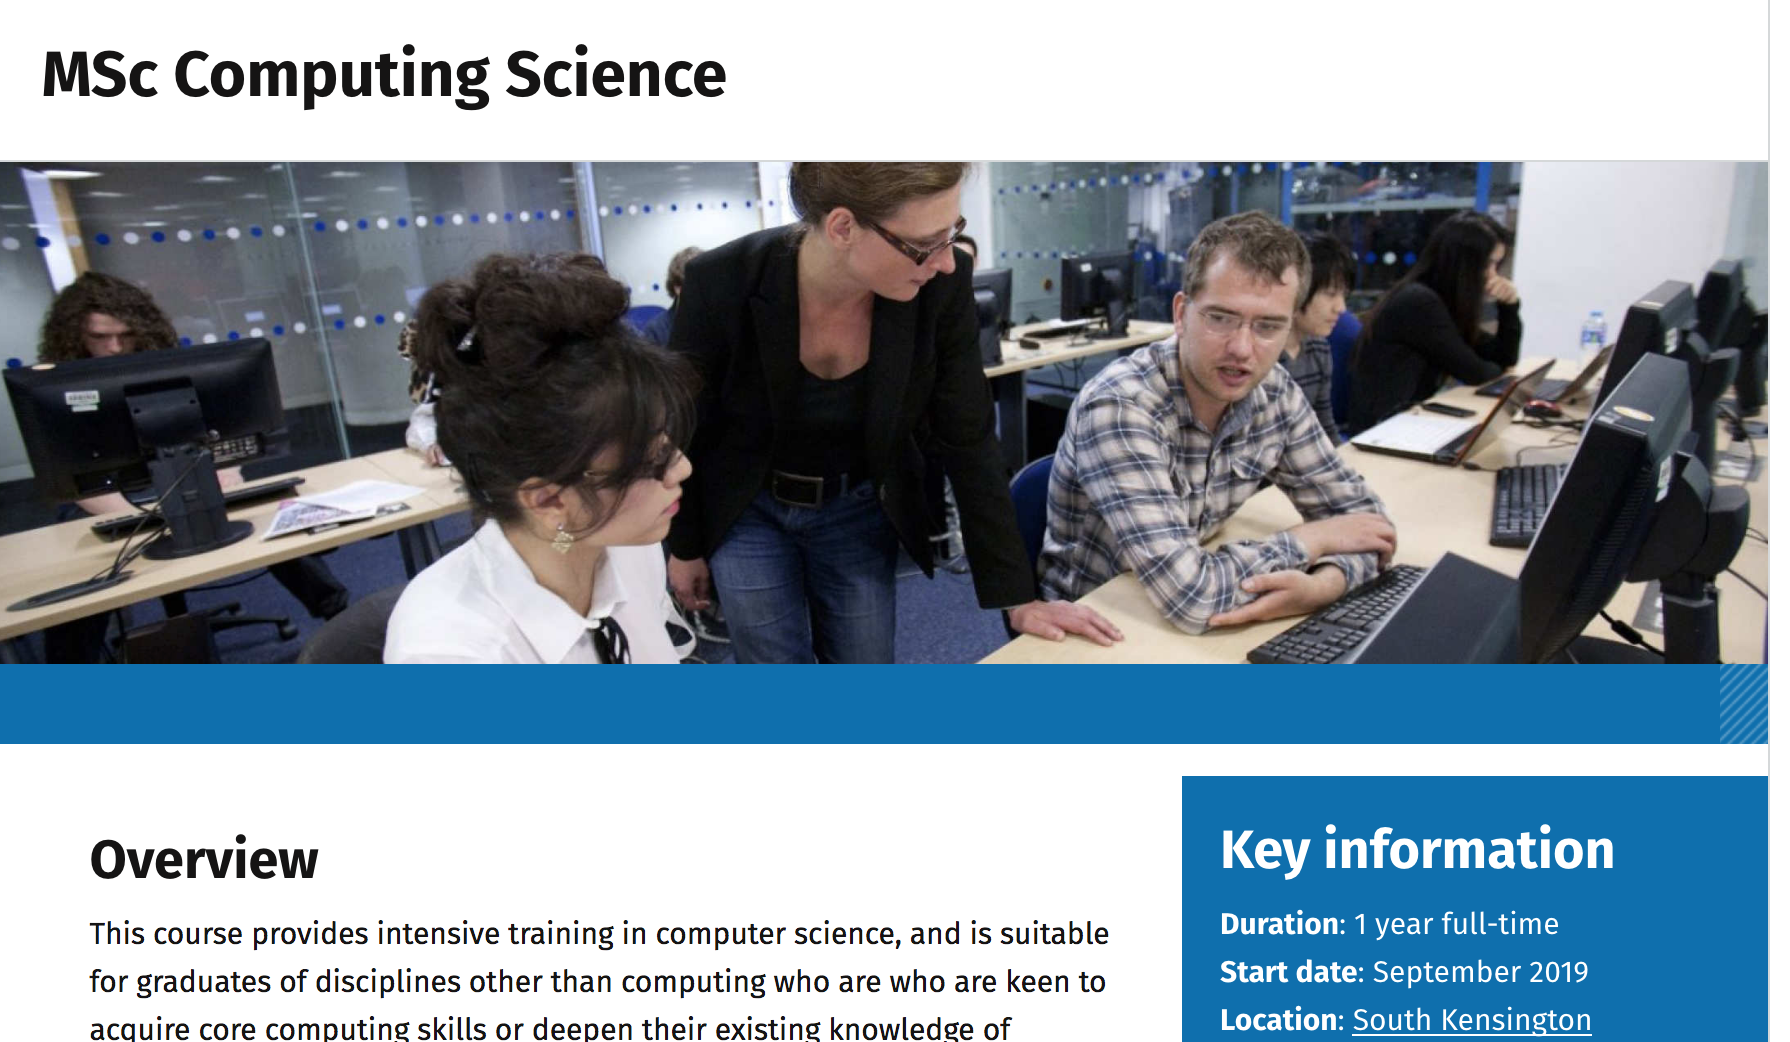 MSc Computing Science
Overview
This course provides intensive training in computer science, and is suitable
for graduates of disciplines other than computing who are who are keen to
acquire core computing skills or deepen their existing knowledge of
Key information
Duration: 1 year full-time
Start date: September 2019
Location: South Kensington